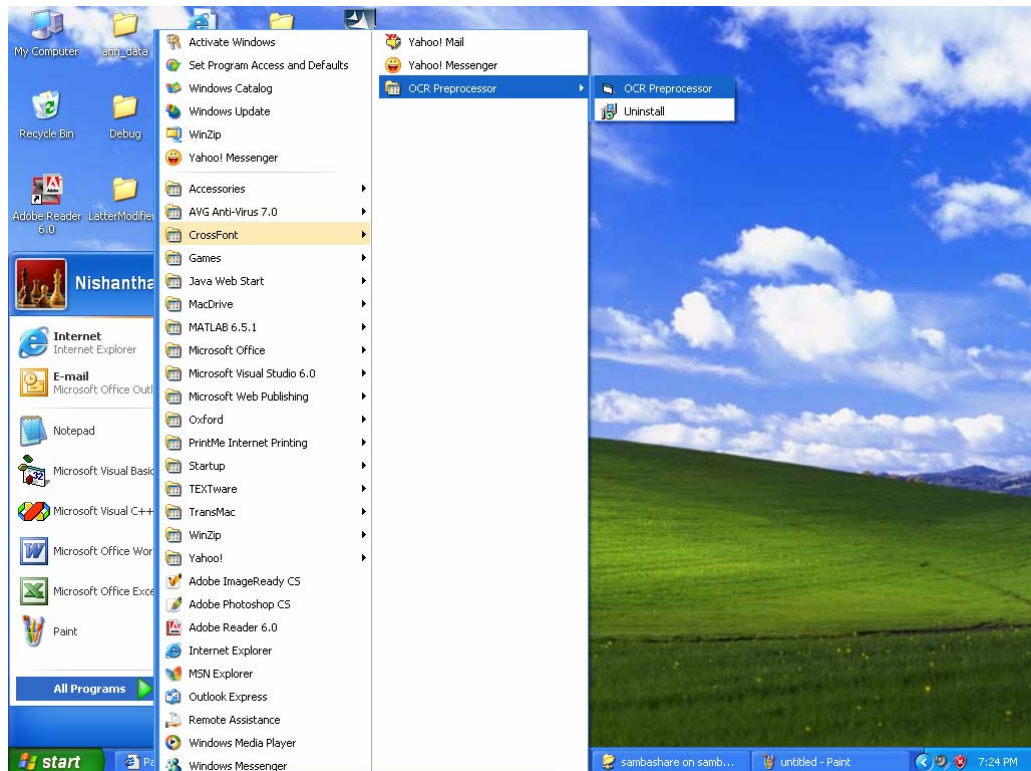 My Computer
ann_data
Recycle Bin
Debug
Adobe Reader
6.0
LatterModifie
Nishantha
Internet
Internet Explorer
E-mail
Microsoft Office Outl
Notepad
Microsoft Visual Basic
Microsoft Visual C++
Microsoft Office Wor
Microsoft Office Exce
Paint
All Programs
Activate Windows
Set Program Access and Defaults
Windows Catalog
Windows Update
WinZip
Yahoo! Messenger
Accessories
AVG Anti-Virus 7.0
CrossFont
Games
Java Web Start
MacDrive
MATLAB 6.5.1
Microsoft Office
Microsoft Visual Studio 6.0
Microsoft Web Publishing
Oxford
PrintMe Internet Printing
Startup
TEXTware
TransMac
WinZip
Yahoo!
Adobe ImageReady CS
Adobe Photoshop CS
Adobe Reader 6.0
Internet Explorer
MSN Explorer
Outlook Express
Remote Assistance
Windows Media Player
Windows Messenger
Yahoo! Mail
Yahoo! Messenger
OCR Preprocessor
OCR Preprocessor
Uninstall
start
Pa
sambashare on samb...
untitled - Paint
7:24 PM